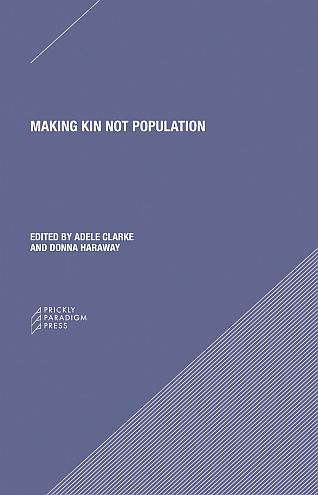 MAKING KIN NOT POPULATION
EDITED BY ADELE CLARKE
AND DONNA HARAWAY
PRICKLY
PARADIGM
PRESS